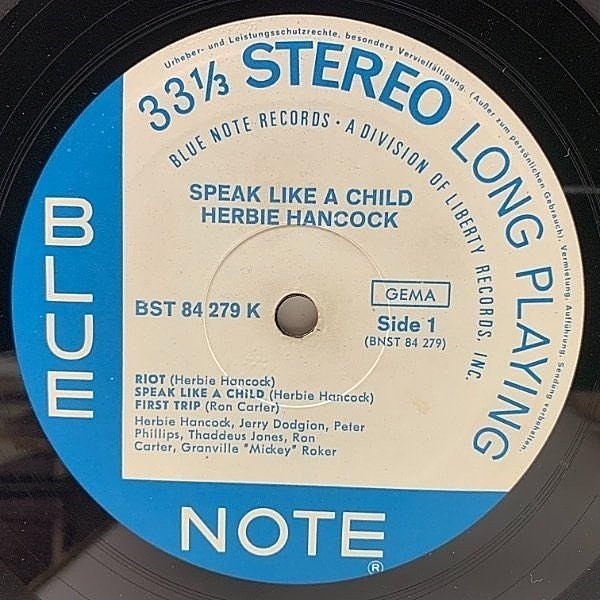 Urheber- und Leistungsschutzrechte, besonders Vervielfältigung, (Außer zum persönlichen Gebrauch), Vermietung, Aufführung, Sendung vorbehalten.
33⅓ STEREO LONG PLAYING
BLUE NOTE RECORDS • A DIVISION OF LIBERTY RECORDS, INC.
SPEAK LIKE A CHILD
HERBIE HANCOCK
BST 84 279 K
GEMA
Side 1
(BNST 84 279)
RIOT (Herbie Hancock)
SPEAK LIKE A CHILD (Herbie Hancock)
FIRST TRIP (Ron Carter)
Herbie Hancock, Jerry Dodgion, Peter
Phillips, Thaddeus Jones, Ron
Carter, Granville "Mickey" Roker
BLUE
NOTE
®